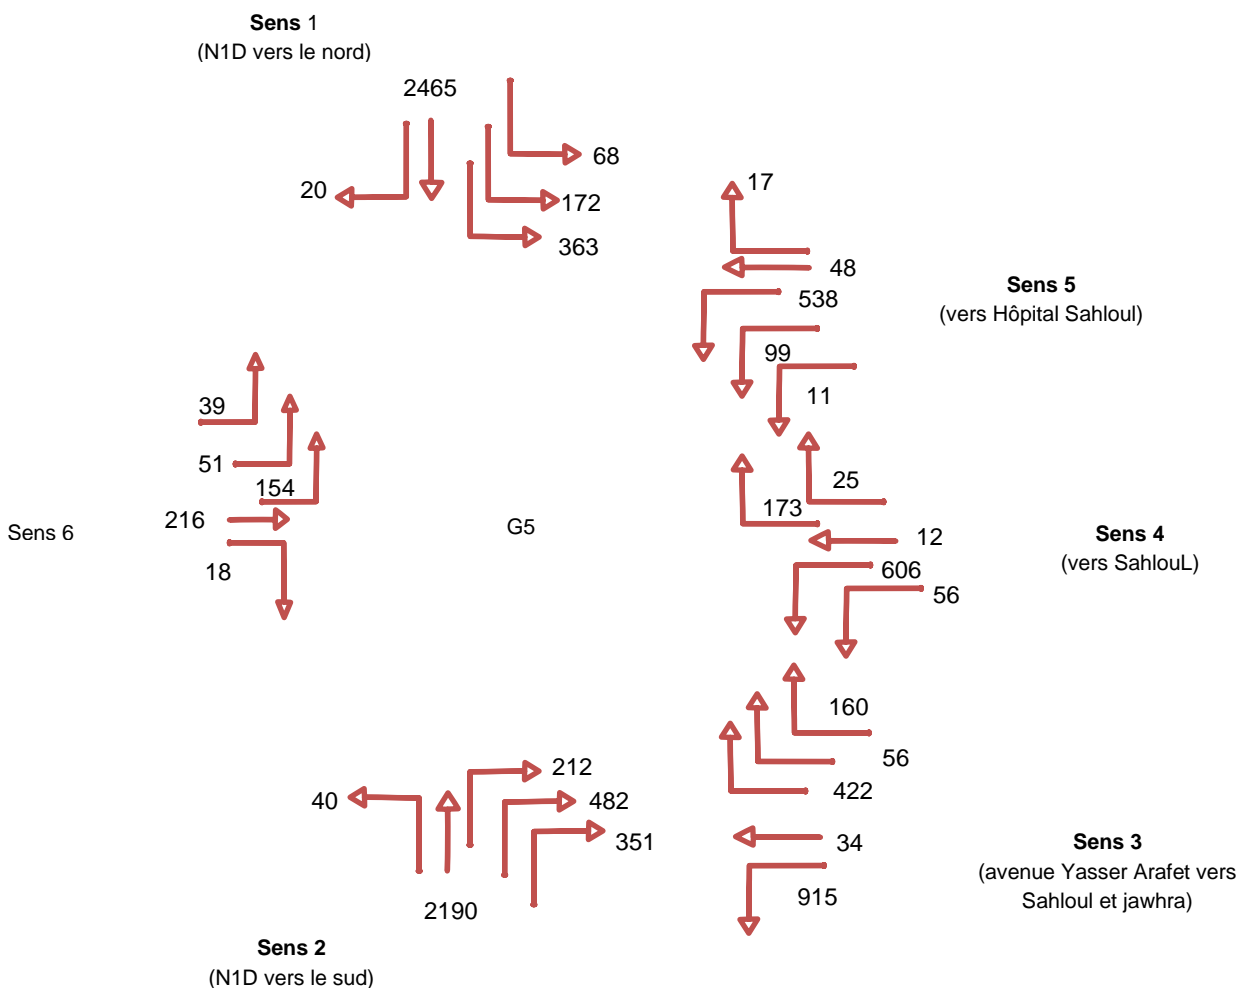 Sens 1
(N1D vers le nord)
2465
68
20
172
363
17
48
538
Sens 5
(vers Hôpital Sahloul)
99
11
39
51
154
216
18
Sens 6
G5
25
173
12
606
56
Sens 4
(vers SahlouL)
160
56
422
34
915
Sens 3
(avenue Yasser Arafet vers
Sahloul et jawhra)
212
40
482
351
2190
Sens 2
(N1D vers le sud)